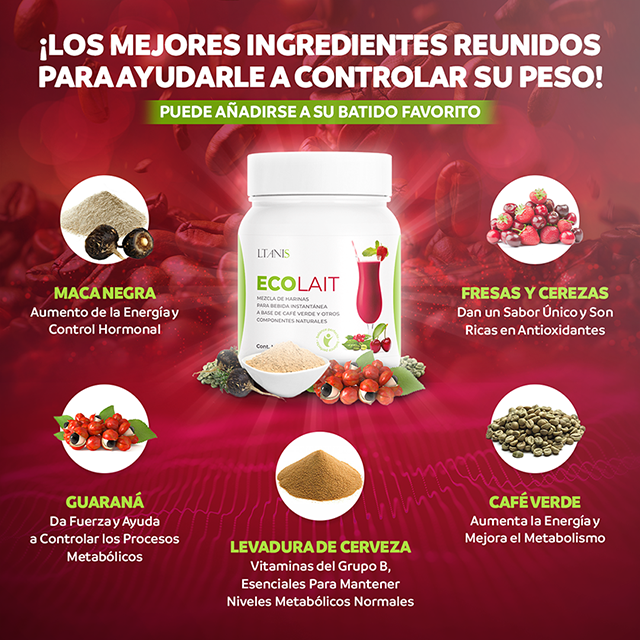 ¡LOS MEJORES INGREDIENTES REUNIDOS
PARA AYUDARLE A CONTROLAR SU PESO!
PUEDE AÑADIRSE A SU BATIDO FAVORITO
LTANIS
ECOLAIT
MEZCLA DE HARINAS
PARA BEBIDA INSTANTÁNEA
A BASE DE CAFÉ VERDE Y OTROS
COMPONENTES NATURALES
Cont.
MACA NEGRA
Aumento de la Energía y
Control Hormonal
FRESAS Y CEREZAS
Dan un Sabor Único y Son
Ricas en Antioxidantes
GUARANÁ
Da Fuerza y Ayuda
a Controlar los Procesos
Metabólicos
LEVADURA DE CERVEZA
Vitaminas del Grupo B,
Esenciales Para Mantener
Niveles Metabólicos Normales
CAFÉ VERDE
Aumenta la Energía y
Mejora el Metabolismo